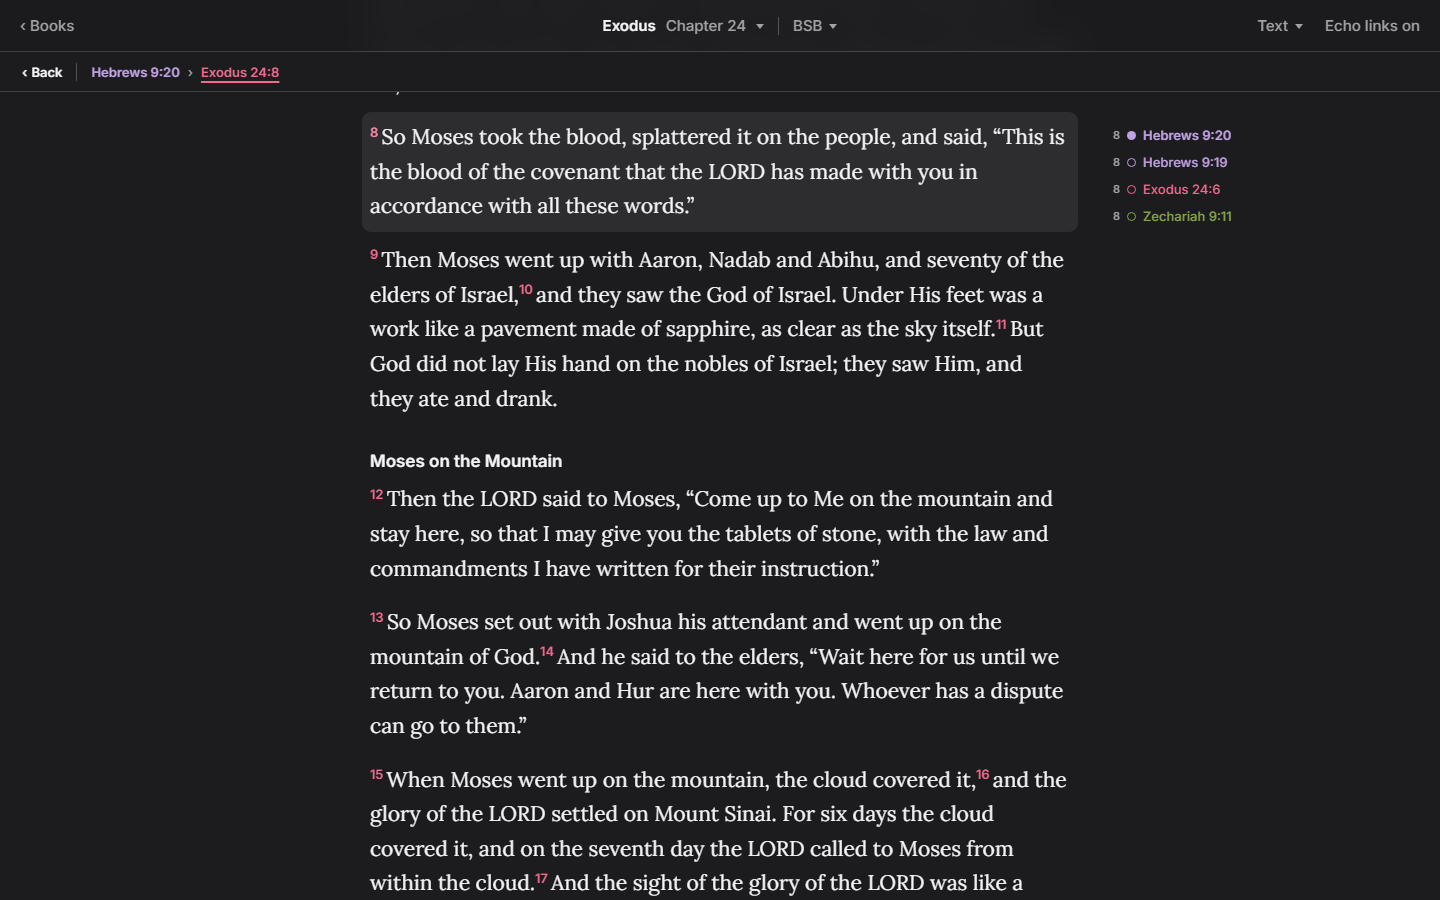 ‹ Books
Exodus Chapter 24 BSB
Text Echo links on
‹ Back Hebrews 9:20 › Exodus 24:8
8 So Moses took the blood, splattered it on the people, and said, “This is
the blood of the covenant that the LORD has made with you in
accordance with all these words.”
8 Hebrews 9:20
8 Hebrews 9:19
8 Exodus 24:6
8 Zechariah 9:11
9 Then Moses went up with Aaron, Nadab and Abihu, and seventy of the
elders of Israel, 10 and they saw the God of Israel. Under His feet was a
work like a pavement made of sapphire, as clear as the sky itself. 11 But
God did not lay His hand on the nobles of Israel; they saw Him, and
they ate and drank.
Moses on the Mountain
12 Then the LORD said to Moses, “Come up to Me on the mountain and
stay here, so that I may give you the tablets of stone, with the law and
commandments I have written for their instruction.”
13 So Moses set out with Joshua his attendant and went up on the
mountain of God. 14 And he said to the elders, “Wait here for us until we
return to you. Aaron and Hur are here with you. Whoever has a dispute
can go to them.”
15 When Moses went up on the mountain, the cloud covered it, 16 and the
glory of the LORD settled on Mount Sinai. For six days the cloud
covered it, and on the seventh day the LORD called to Moses from
within the cloud. 17 And the sight of the glory of the LORD was like a